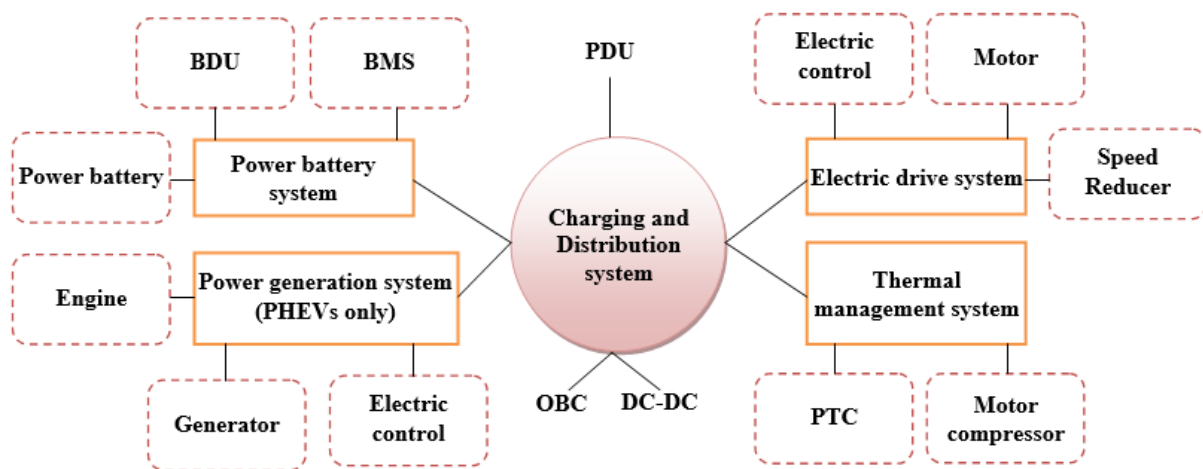 BDU
BMS
PDU
Electric
control
Motor
Power battery
Power battery
system
Electric drive system
Speed
Reducer
Charging and
Distribution
system
Engine
Power generation system
(PHEVs only)
Thermal
management system
Generator
Electric
control
OBC
DC-DC
PTC
Motor
compressor